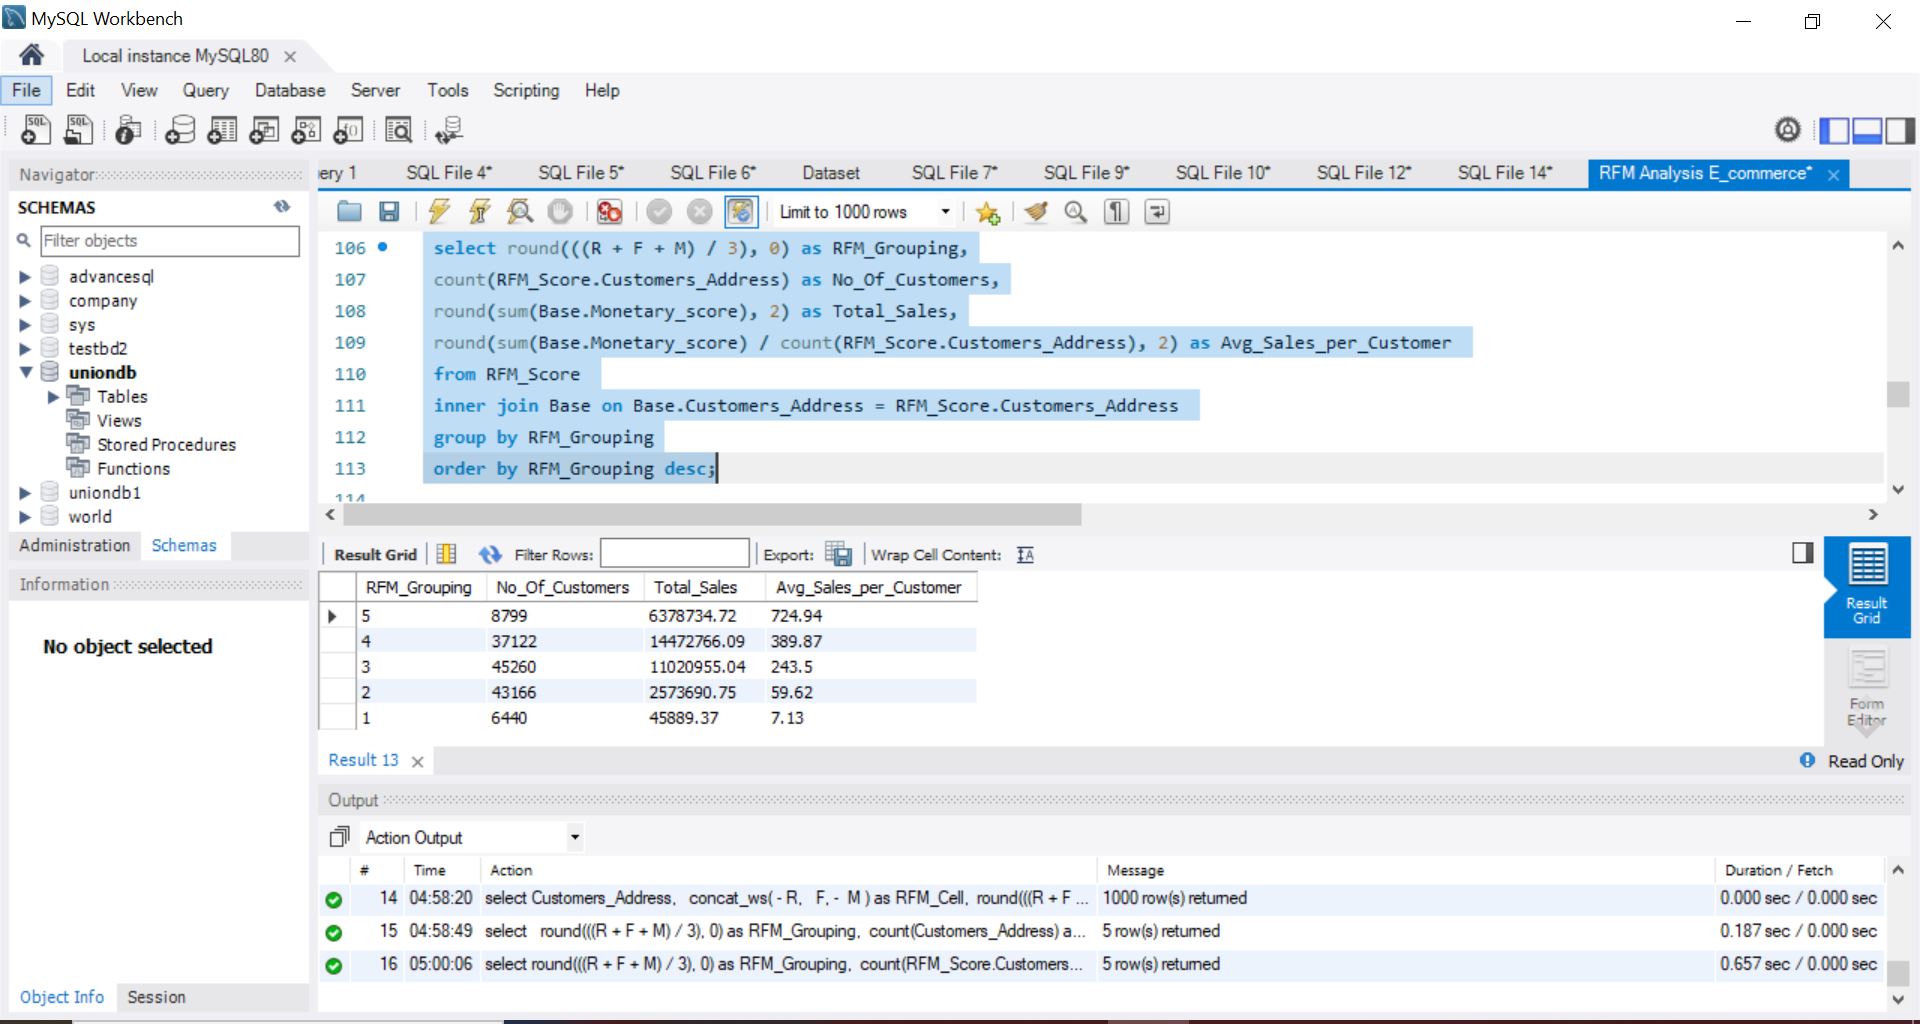 MySQL Workbench
Local instance MySQL80
File Edit View Query Database Server Tools Scripting Help
Navigator
SCHEMAS
Filter objects
advancesql
company
sys
testbd2
uniondb
Tables
Views
Stored Procedures
Functions
uniondb1
world
Administration Schemas
Information
No object selected
Object Info Session
ery 1 SQL File 4* SQL File 5* SQL File 6* Dataset SQL File 7* SQL File 9* SQL File 10* SQL File 12* SQL File 14* RFM Analysis E_commerce*
Limit to 1000 rows
106 select round(((R + F + M) / 3), 0) as RFM_Grouping,
107 count(RFM_Score.Customers_Address) as No_Of_Customers,
108 round(sum(Base.Monetary_score), 2) as Total_Sales,
109 round(sum(Base.Monetary_score) / count(RFM_Score.Customers_Address), 2) as Avg_Sales_per_Customer
110 from RFM_Score
111 inner join Base on Base.Customers_Address = RFM_Score.Customers_Address
112 group by RFM_Grouping
113 order by RFM_Grouping desc;
114
Result Grid Filter Rows: Export: Wrap Cell Content:
RFM_Grouping No_Of_Customers Total_Sales Avg_Sales_per_Customer
5 8799 6378734.72 724.94
4 37122 14472766.09 389.87
3 45260 11020955.04 243.5
2 43166 2573690.75 59.62
1 6440 45889.37 7.13
Result Grid
Form Editor
Result 13
Read Only
Output
Action Output
# Time Action Message Duration / Fetch
14 04:58:20 select Customers_Address, concat_ws( - R, F, - M ) as RFM_Cell, round(((R + F ... 1000 row(s) returned 0.000 sec / 0.000 sec
15 04:58:49 select round(((R + F + M) / 3), 0) as RFM_Grouping, count(Customers_Address) a... 5 row(s) returned 0.187 sec / 0.000 sec
16 05:00:06 select round(((R + F + M) / 3), 0) as RFM_Grouping, count(RFM_Score.Customers... 5 row(s) returned 0.657 sec / 0.000 sec